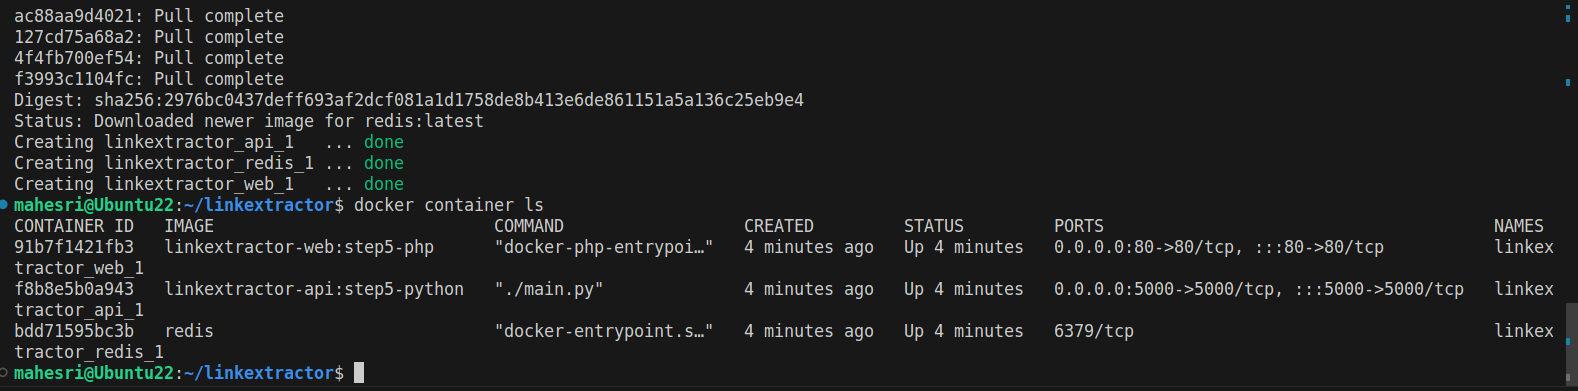 ac88aa9d4021: Pull complete
127cd75a68a2: Pull complete
4f4fb700ef54: Pull complete
f3993c1104fc: Pull complete
Digest: sha256:2976bc0437deff693af2dcf081a1d1758de8b413e6de861151a5a136c25eb9e4
Status: Downloaded newer image for redis:latest
Creating linkextractor_api_1   ... done
Creating linkextractor_redis_1 ... done
Creating linkextractor_web_1   ... done
mahesri@Ubuntu22:~/linkextractor$ docker container ls
CONTAINER ID   IMAGE                            COMMAND                  CREATED         STATUS         PORTS                                       NAMES
91b7f1421fb3   linkextractor-web:step5-php      "docker-php-entrypoi…"   4 minutes ago   Up 4 minutes   0.0.0.0:80->80/tcp, :::80->80/tcp           linkex
tractor_web_1
f8b8e5b0a943   linkextractor-api:step5-python   "./main.py"              4 minutes ago   Up 4 minutes   0.0.0.0:5000->5000/tcp, :::5000->5000/tcp   linkex
tractor_api_1
bdd71595bc3b   redis                            "docker-entrypoint.s…"   4 minutes ago   Up 4 minutes   6379/tcp                                    linkex
tractor_redis_1
mahesri@Ubuntu22:~/linkextractor$